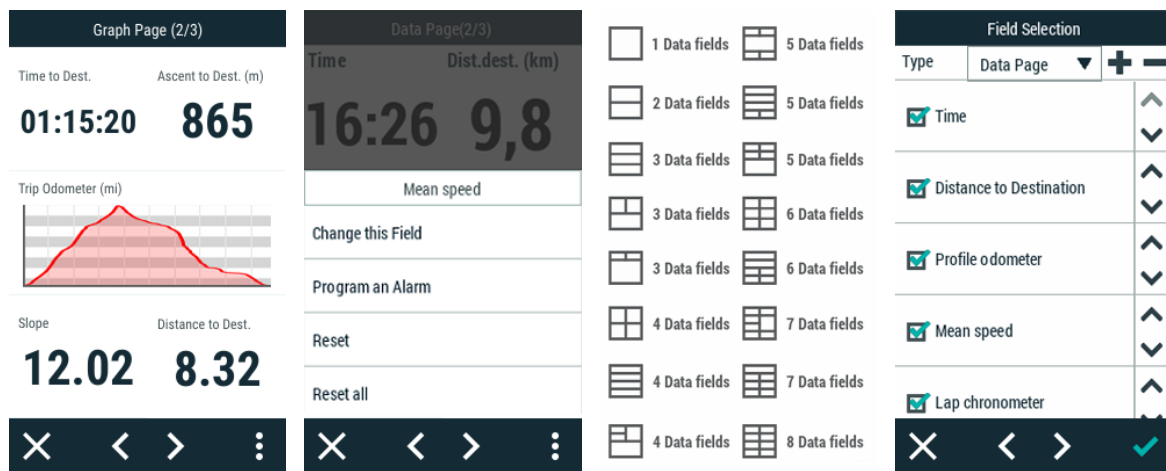 Graph Page (2/3)
Time to Dest. Ascent to Dest. (m)
01:15:20 865
Trip Odometer (mi)
Slope Distance to Dest.
12.02 8.32
Data Page(2/3)
Time Dist.dest. (km)
16:26 9,8
Mean speed
Change this Field
Program an Alarm
Reset
Reset all
1 Data fields 5 Data fields
2 Data fields 5 Data fields
3 Data fields 5 Data fields
3 Data fields 6 Data fields
3 Data fields 6 Data fields
4 Data fields 7 Data fields
4 Data fields 7 Data fields
4 Data fields 8 Data fields
Field Selection
Type Data Page
Time
Distance to Destination
Profile odometer
Mean speed
Lap chronometer